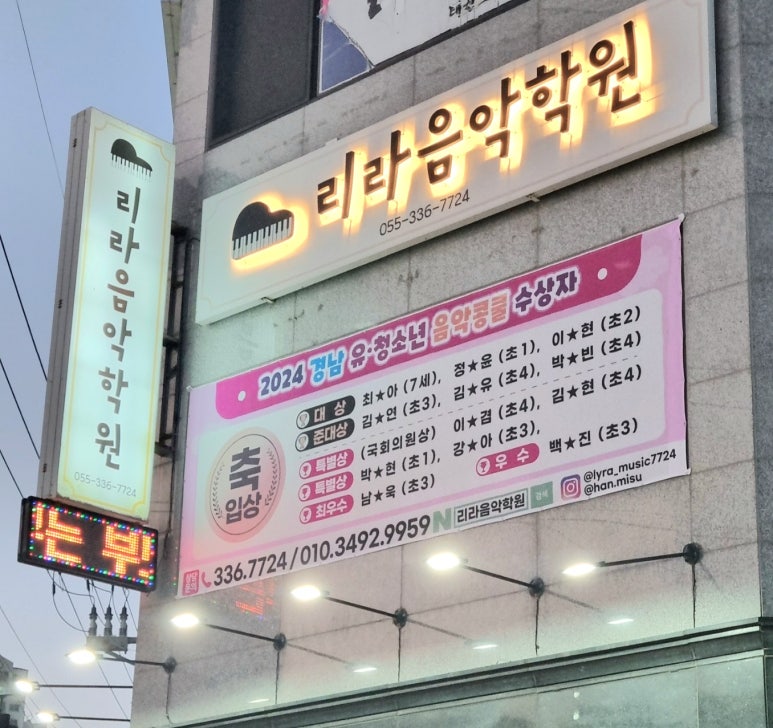 리라음악학원
055-336-7724
리라음악학원
055-336-7724
2024 경남 유·청소년 음악콩쿨 수상자
축
입상
대 상 최★아 (7세), 정★윤 (초1), 이★현 (초2)
준대상 김★연 (초3), 김★유 (초4), 박★빈 (초4)
특별상 (국회의원상) 이★겸 (초4), 김★현 (초4)
특별상 박★현 (초1), 강★아 (초3),
최우수 남★욱 (초3) 우 수 백★진 (초3)
336.7724/010.3492.9959 N 리라음악학원 검색
@lyra_music7724
@han.misu